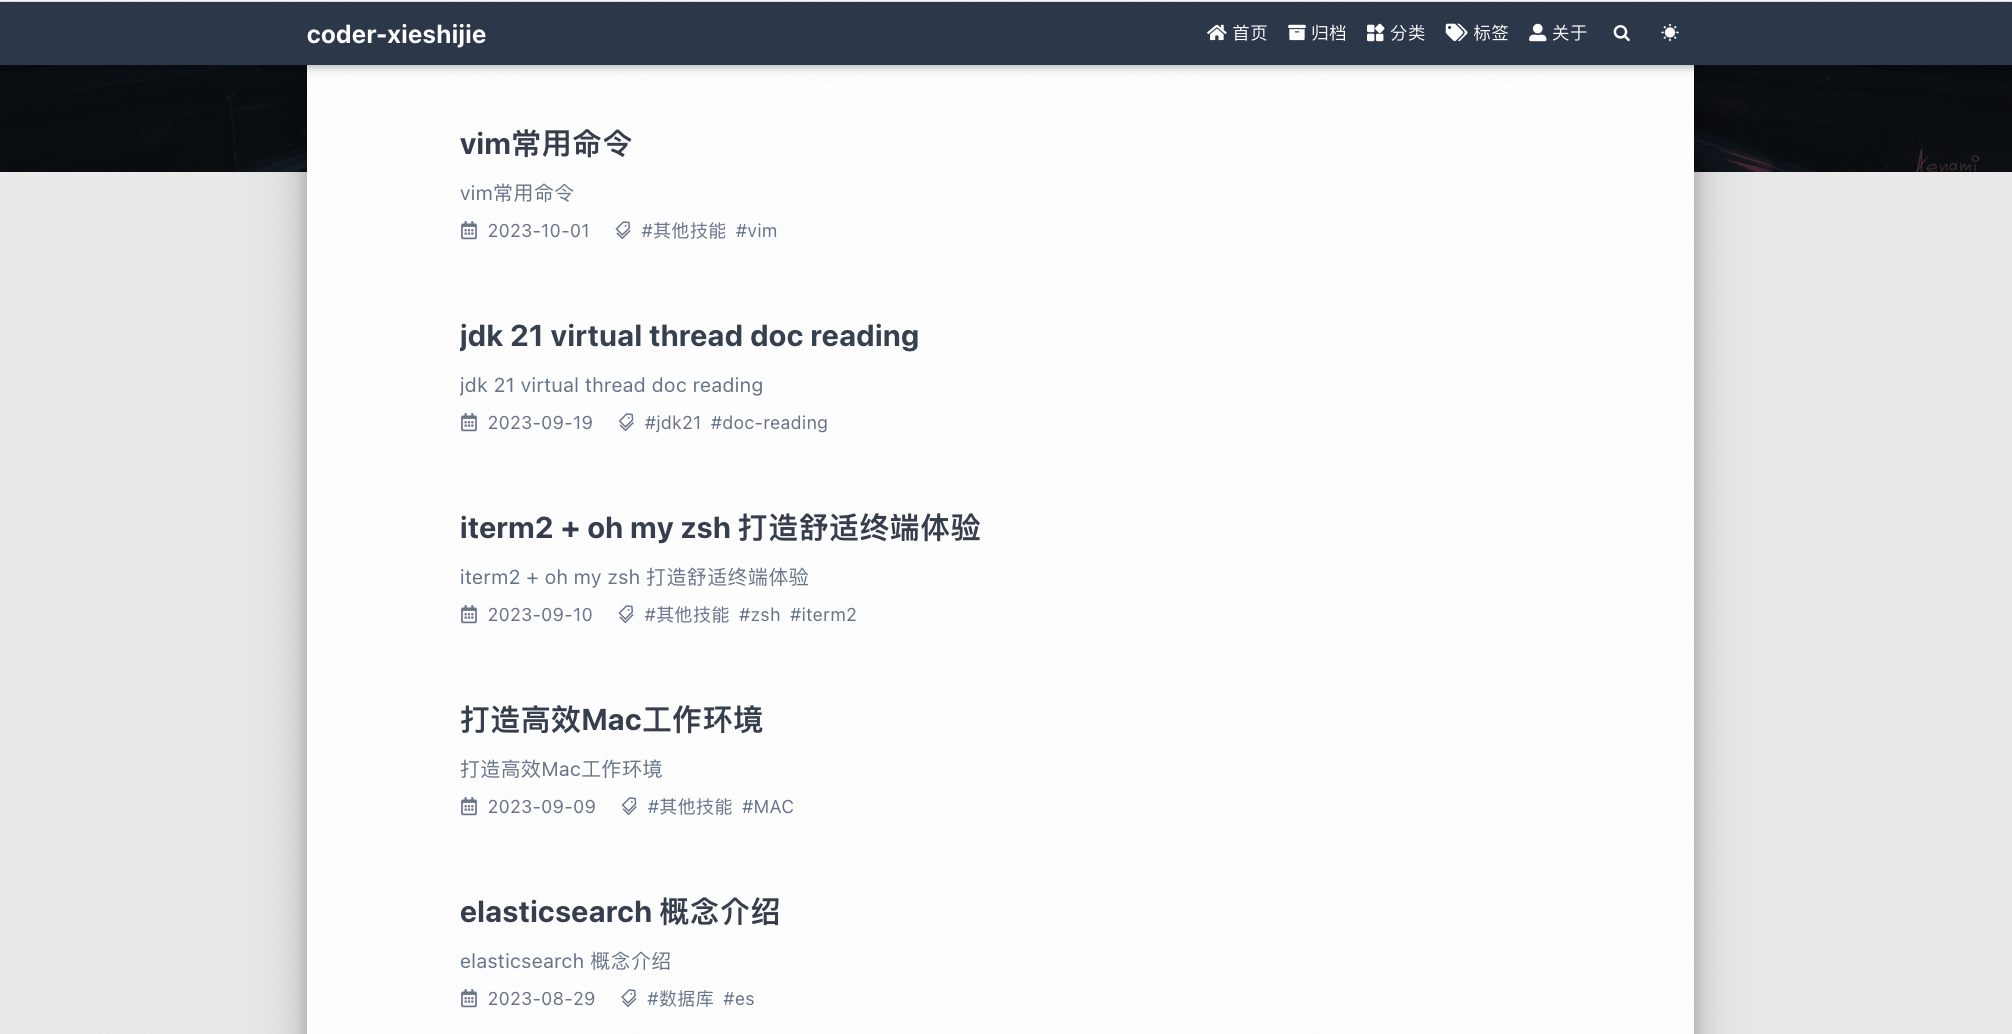 coder-xieshijie
首页 归档 分类 标签 关于
Kenami
vim常用命令
vim常用命令
2023-10-01 #其他技能 #vim
jdk 21 virtual thread doc reading
jdk 21 virtual thread doc reading
2023-09-19 #jdk21 #doc-reading
iterm2 + oh my zsh 打造舒适终端体验
iterm2 + oh my zsh 打造舒适终端体验
2023-09-10 #其他技能 #zsh #iterm2
打造高效Mac工作环境
打造高效Mac工作环境
2023-09-09 #其他技能 #MAC
elasticsearch 概念介绍
elasticsearch 概念介绍
2023-08-29 #数据库 #es